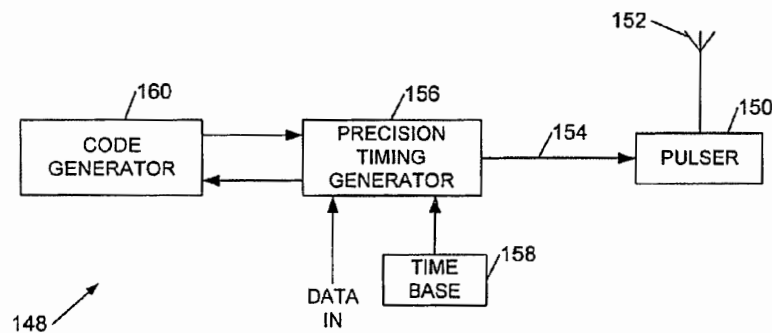 152
160
156
150
CODE
GENERATOR
PRECISION
TIMING
GENERATOR
154
PULSER
TIME
BASE
158
DATA
IN
148